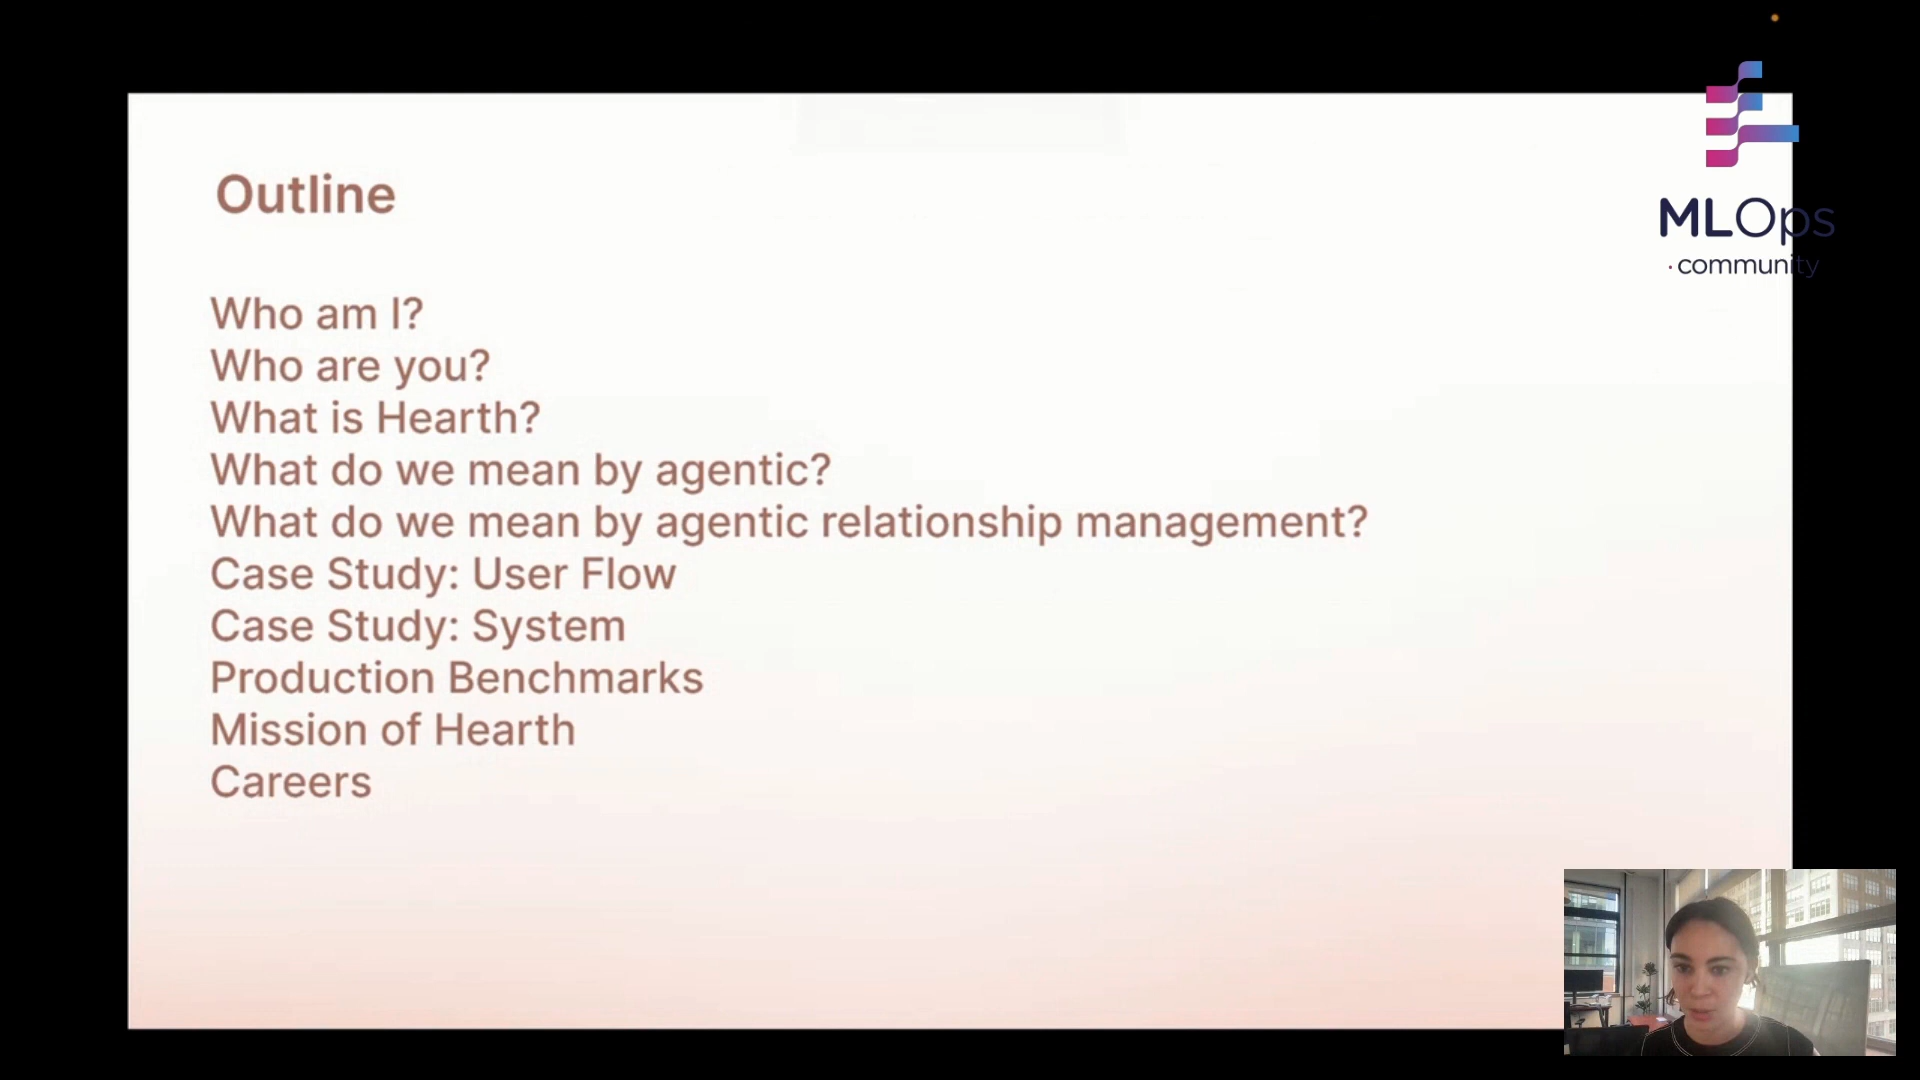 Outline
Who am I?
Who are you?
What is Hearth?
What do we mean by agentic?
What do we mean by agentic relationship management?
Case Study: User Flow
Case Study: System
Production Benchmarks
Mission of Hearth
Careers
MLOps
community